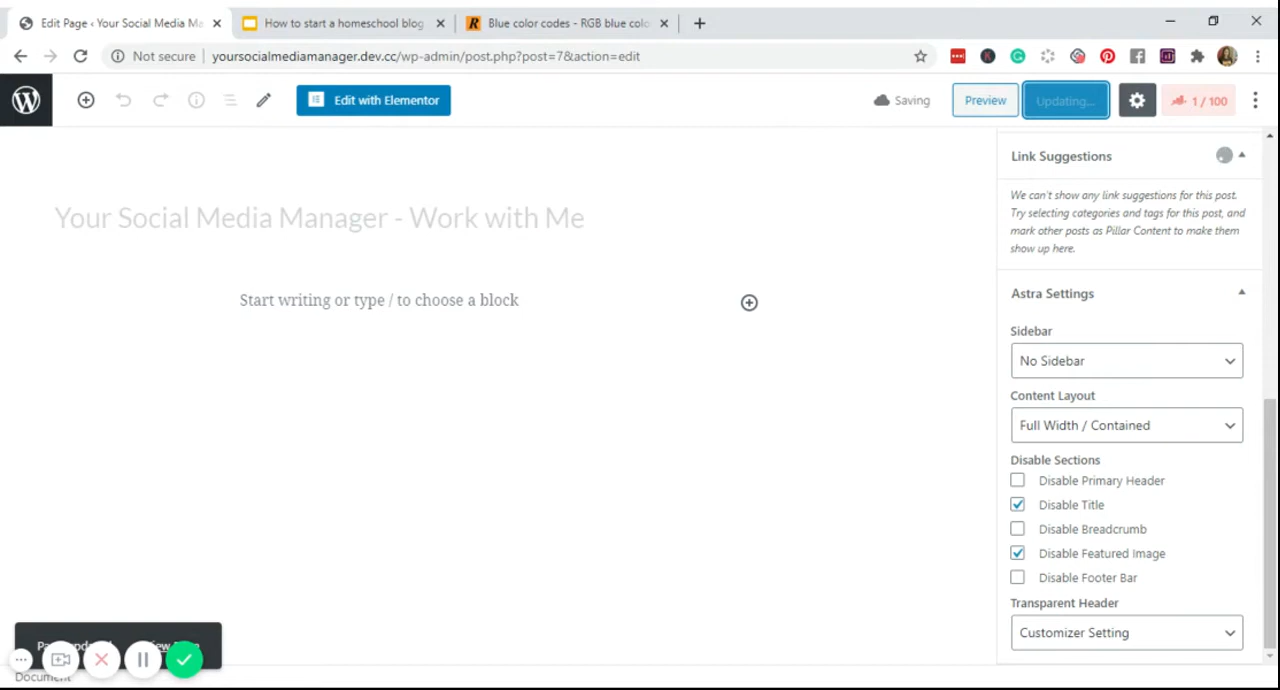 Edit Page ‹ Your Social Media Ma
How to start a homeschool blog
Blue color codes - RGB blue colo
Not secure
yoursocialmediamanager.dev.cc/wp-admin/post.php?post=7&action=edit
Edit with Elementor
Saving
Preview
Updating...
1 / 100
Link Suggestions
We can't show any link suggestions for this post.
Try selecting categories and tags for this post, and
mark other posts as Pillar Content to make them
show up here.
Your Social Media Manager - Work with Me
Start writing or type / to choose a block
Astra Settings
Sidebar
No Sidebar
Content Layout
Full Width / Contained
Disable Sections
Disable Primary Header
Disable Title
Disable Breadcrumb
Disable Featured Image
Disable Footer Bar
Transparent Header
Customizer Setting
Document